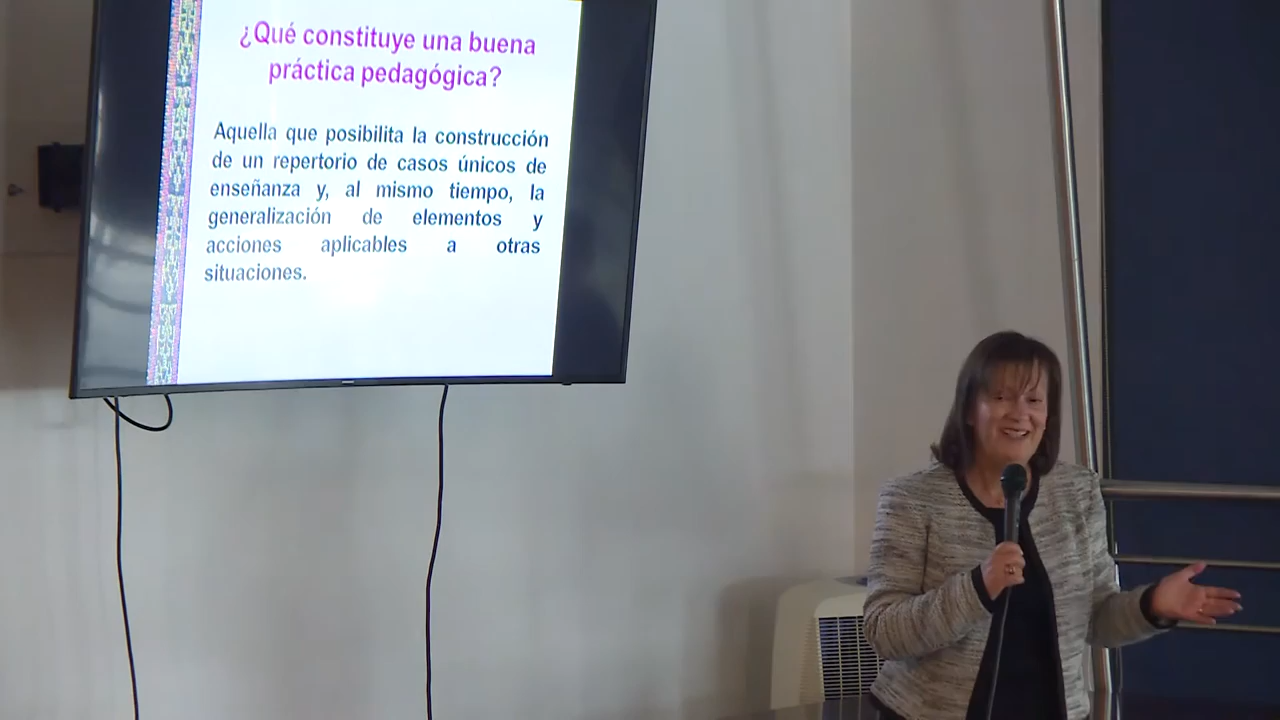 ¿Qué constituye una buena
práctica pedagógica?
Aquella que posibilita la construcción
de un repertorio de casos únicos de
enseñanza y, al mismo tiempo, la
generalización de elementos y
acciones aplicables a otras
situaciones.